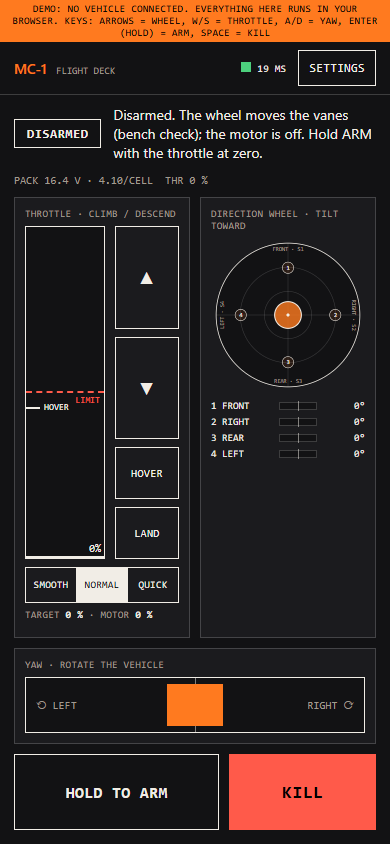 DEMO: NO VEHICLE CONNECTED. EVERYTHING HERE RUNS IN YOUR
BROWSER. KEYS: ARROWS = WHEEL, W/S = THROTTLE, A/D = YAW, ENTER
(HOLD) = ARM, SPACE = KILL
MC-1 FLIGHT DECK
19 MS
SETTINGS
DISARMED
Disarmed. The wheel moves the vanes
(bench check); the motor is off. Hold ARM
with the throttle at zero.
PACK 16.4 V · 4.10/CELL THR 0 %
THROTTLE · CLIMB / DESCEND
▲
▼
LIMIT
HOVER
0%
HOVER
LAND
SMOOTH NORMAL QUICK
TARGET 0 % · MOTOR 0 %
DIRECTION WHEEL · TILT
TOWARD
FRONT · S1
1
LEFT · S4
4
2
RIGHT · S2
3
REAR · S3
1 FRONT 0°
2 RIGHT 0°
3 REAR 0°
4 LEFT 0°
YAW · ROTATE THE VEHICLE
LEFT
RIGHT
HOLD TO ARM
KILL